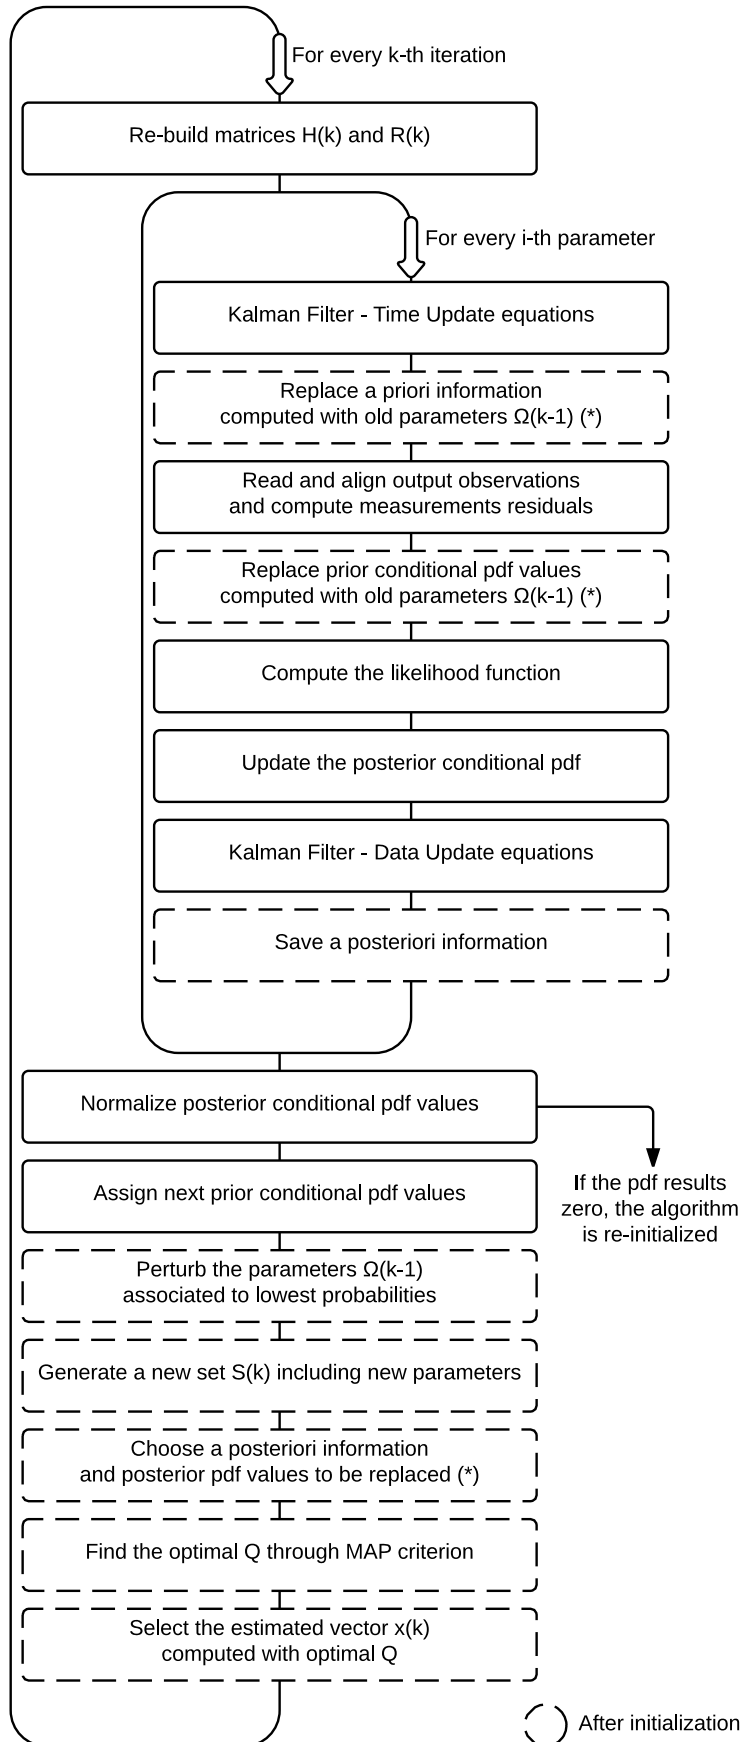 For every k-th iteration
Re-build matrices H(k) and R(k)
For every i-th parameter
Kalman Filter - Time Update equations
Replace a priori information
computed with old parameters Ω(k-1) (*)
Read and align output observations
and compute measurements residuals
Replace prior conditional pdf values
computed with old parameters Ω(k-1) (*)
Compute the likelihood function
Update the posterior conditional pdf
Kalman Filter - Data Update equations
Save a posteriori information
Normalize posterior conditional pdf values
If the pdf results
zero, the algorithm
is re-initialized
Assign next prior conditional pdf values
Perturb the parameters Ω(k-1)
associated to lowest probabilities
Generate a new set S(k) including new parameters
Choose a posteriori information
and posterior pdf values to be replaced (*)
Find the optimal Q through MAP criterion
Select the estimated vector x(k)
computed with optimal Q
After initialization